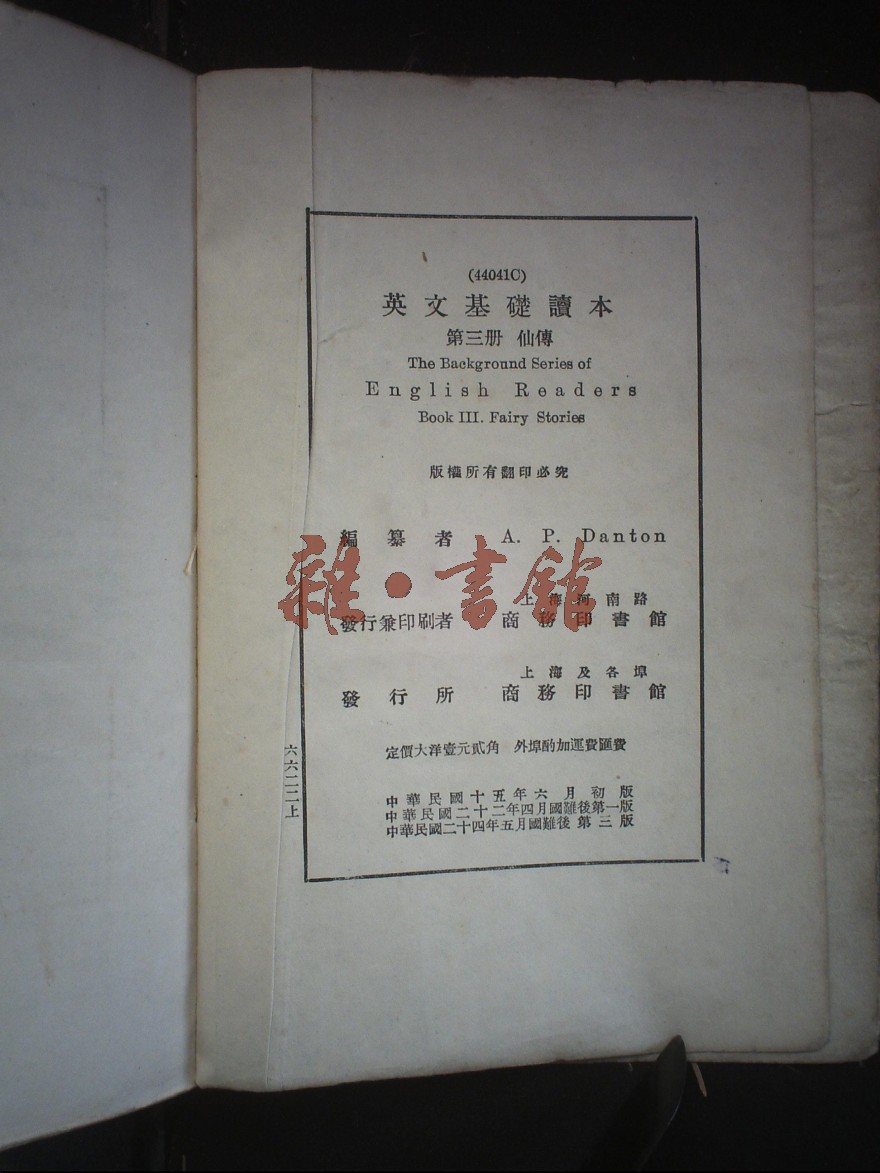 (44041C)
英文基礎讀本
第三册 仙傳
The Background Series of
English Readers
Book III. Fairy Stories
版權所有翻印必究
編纂者 A. P. Danton
上海河南路
發行兼印刷者 商務印書館
上海及各埠
發行所 商務印書館
定價大洋壹元貳角 外埠酌加運費匯費
中華民國十五年六月初版
中華民國二十二年四月國難後第一版
中華民國二十四年五月國難後第三版
六六二二上
雜·書館